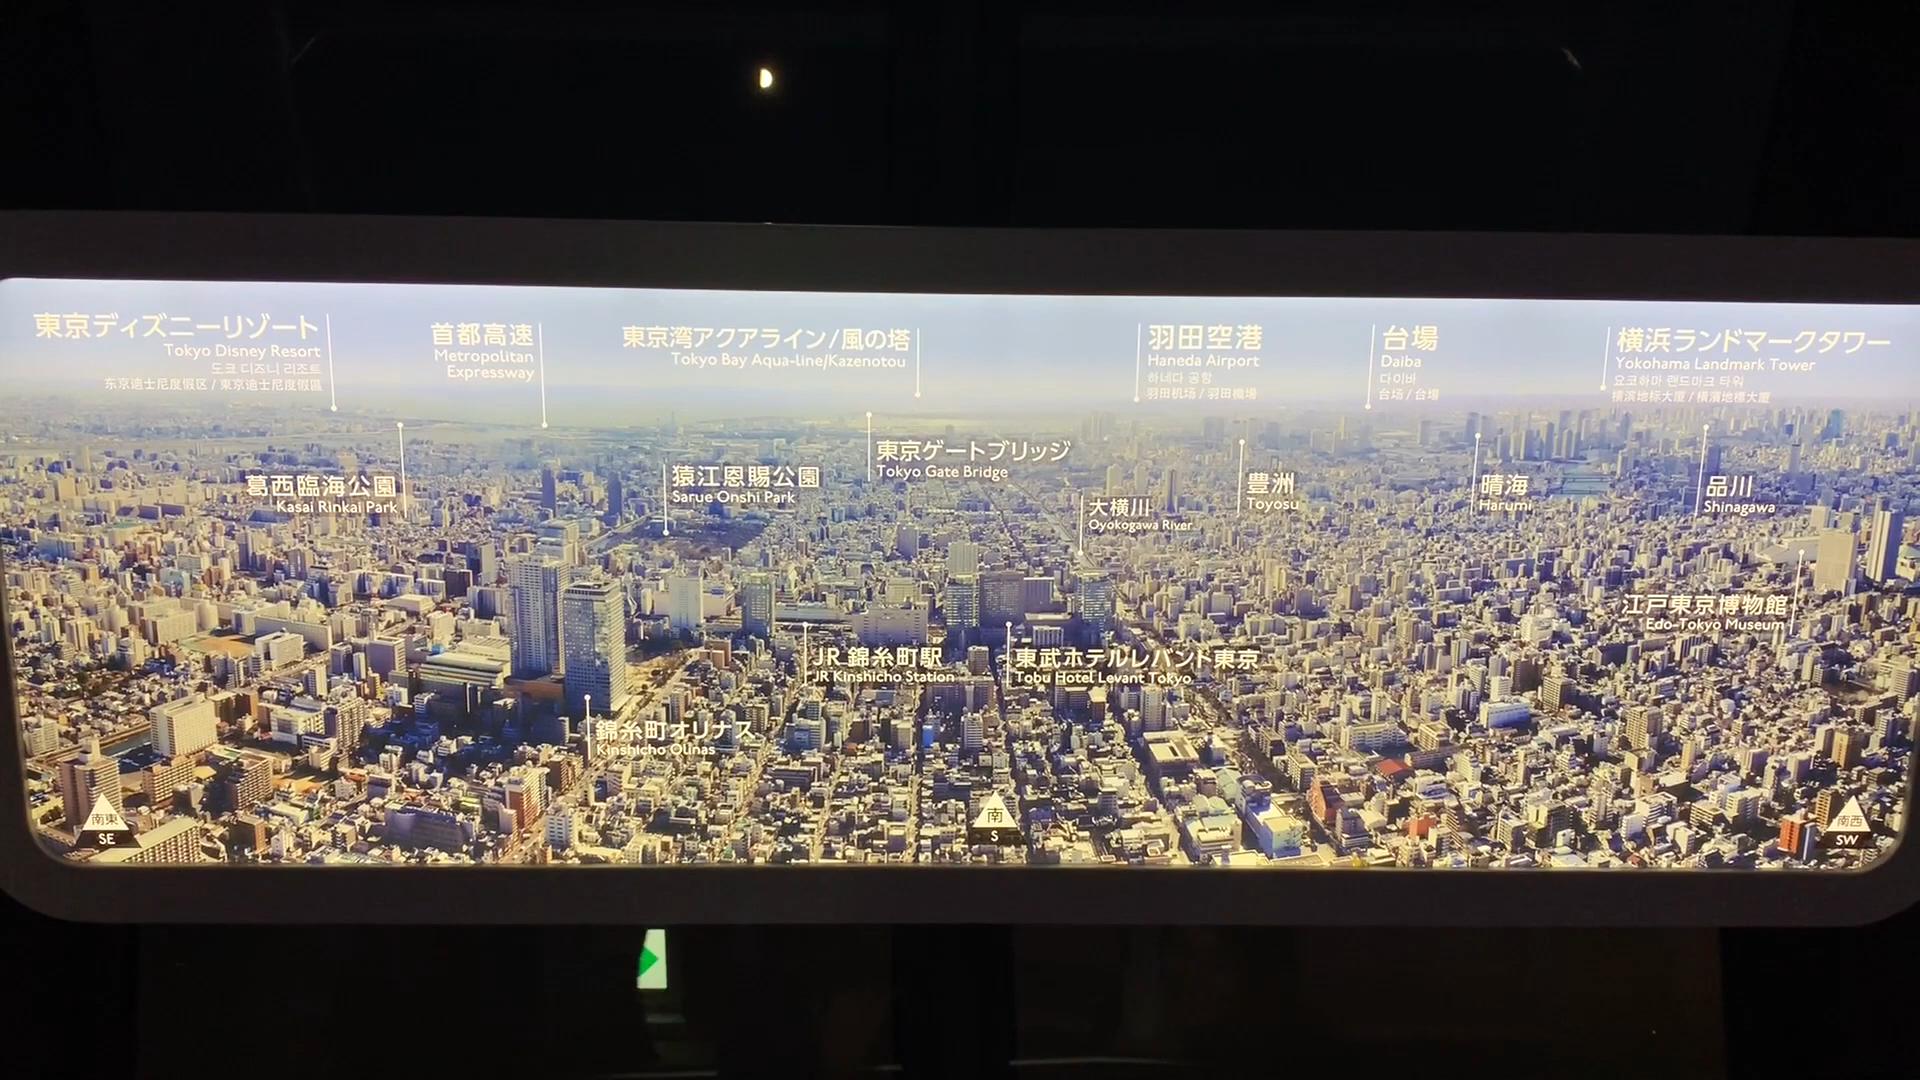 東京ディズニーリゾート
Tokyo Disney Resort
도쿄 디즈니 리조트
东京迪士尼度假区 / 東京迪士尼度假區
首都高速
Metropolitan
Expressway
東京湾アクアライン/風の塔
Tokyo Bay Aqua-line/Kazenotou
羽田空港
Haneda Airport
하네다 공항
羽田机场 / 羽田機場
台場
Daiba
다이바
台场 / 台場
横浜ランドマークタワー
Yokohama Landmark Tower
요코하마 랜드마크 타워
横滨地标大厦 / 橫濱地標大廈
葛西臨海公園
Kasai Rinkai Park
猿江恩賜公園
Sarue Onshi Park
東京ゲートブリッジ
Tokyo Gate Bridge
大横川
Oyokogawa River
豊洲
Toyosu
晴海
Harumi
品川
Shinagawa
江戸東京博物館
Edo-Tokyo Museum
JR 錦糸町駅
JR Kinshicho Station
東武ホテルレバント東京
Tobu Hotel Levant Tokyo
錦糸町オリナス
Kinshicho Olinas
南東
SE
南
S
南西
SW